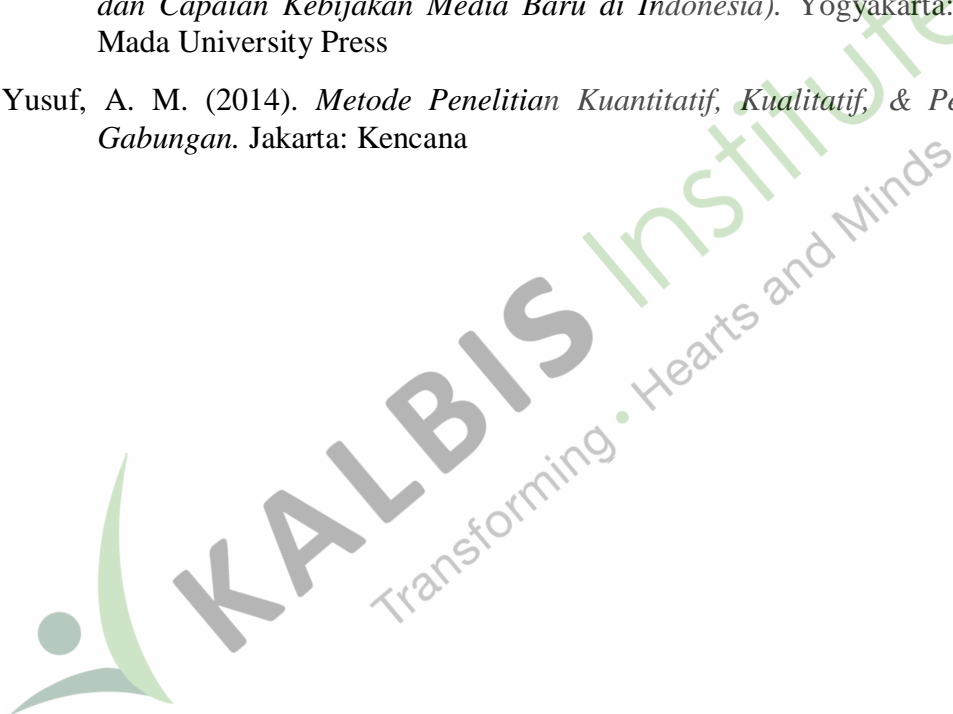 dan Capaian Kebijakan Media Baru di Indonesia). Yogyakarta:
Mada University Press
Yusuf, A. M. (2014). Metode Penelitian Kuantitatif, Kualitatif, & Pe
Gabungan. Jakarta: Kencana
KALBIS Institute
Transforming • Hearts and Minds